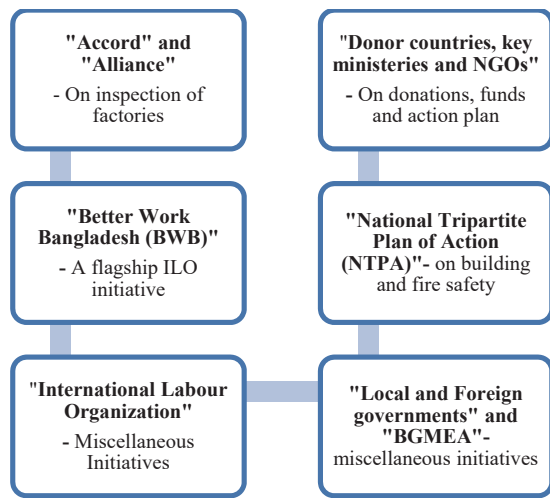 "Accord" and
"Alliance"
- On inspection of
factories
"Better Work
Bangladesh (BWB)"
- A flagship ILO
initiative
"International Labour
Organization"
- Miscellaneous
Initiatives
"Local and Foreign
governments" and
"BGMEA"-
miscellaneous initiatives
"National Tripartite
Plan of Action
(NTPA)"- on building
and fire safety
"Donor countries, key
ministries and NGOs"
- On donations, funds
and action plan